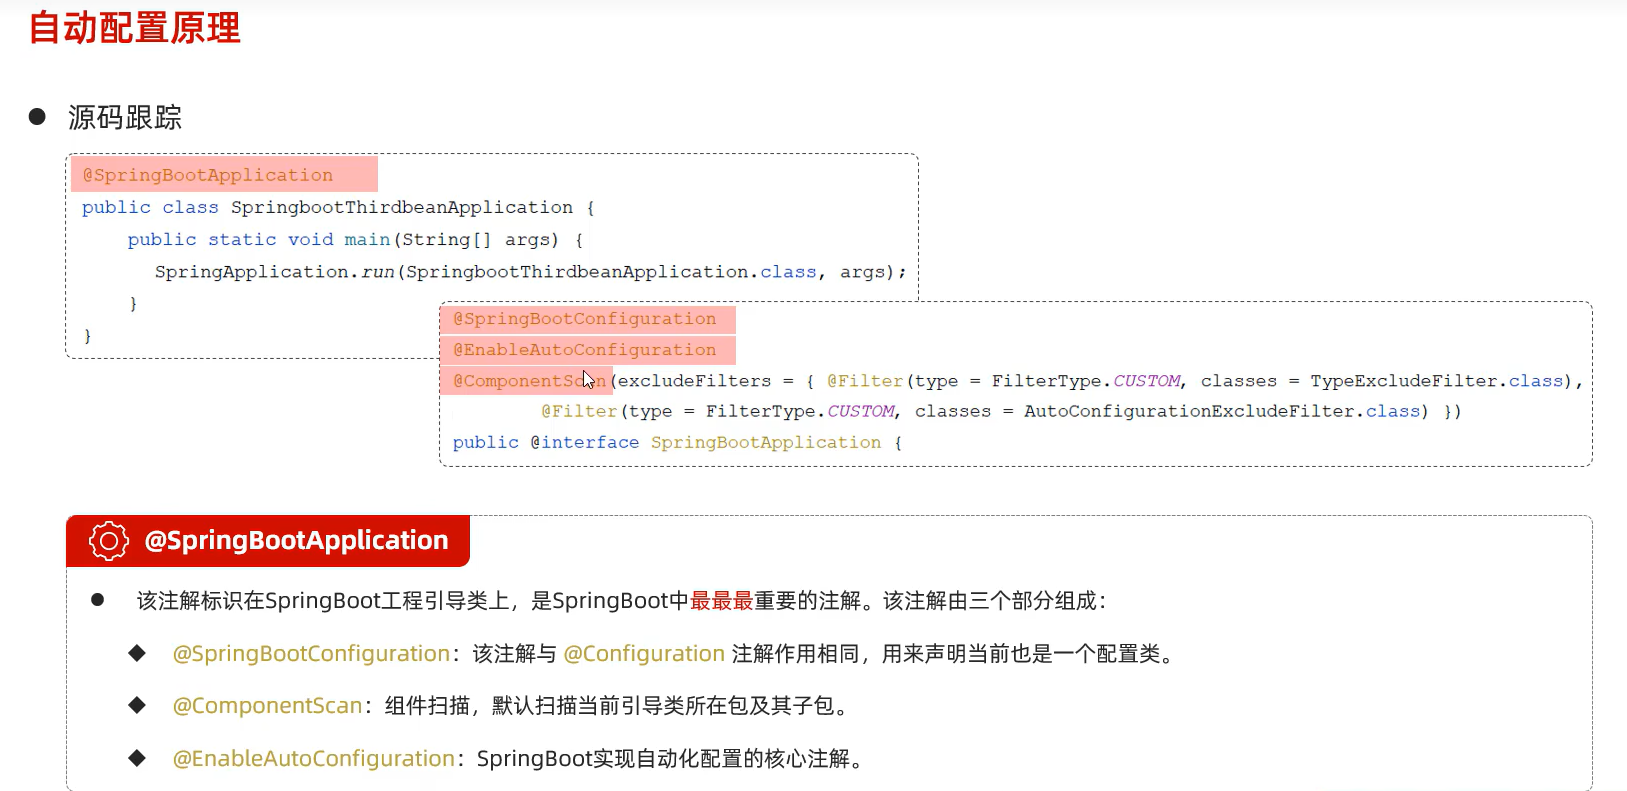 自动配置原理
源码跟踪
@SpringBootApplication
public class SpringbootThirdbeanApplication {
public static void main(String[] args) {
SpringApplication.run(SpringbootThirdbeanApplication.class, args);
}
}
@SpringBootConfiguration
@EnableAutoConfiguration
@ComponentScan(excludeFilters = { @Filter(type = FilterType.CUSTOM, classes = TypeExcludeFilter.class),
@Filter(type = FilterType.CUSTOM, classes = AutoConfigurationExcludeFilter.class) })
public @interface SpringBootApplication {
@SpringBootApplication
该注解标识在SpringBoot工程引导类上，是SpringBoot中最最最重要的注解。该注解由三个部分组成：
@SpringBootConfiguration：该注解与 @Configuration 注解作用相同，用来声明当前也是一个配置类。
@ComponentScan：组件扫描，默认扫描当前引导类所在包及其子包。
@EnableAutoConfiguration：SpringBoot实现自动化配置的核心注解。